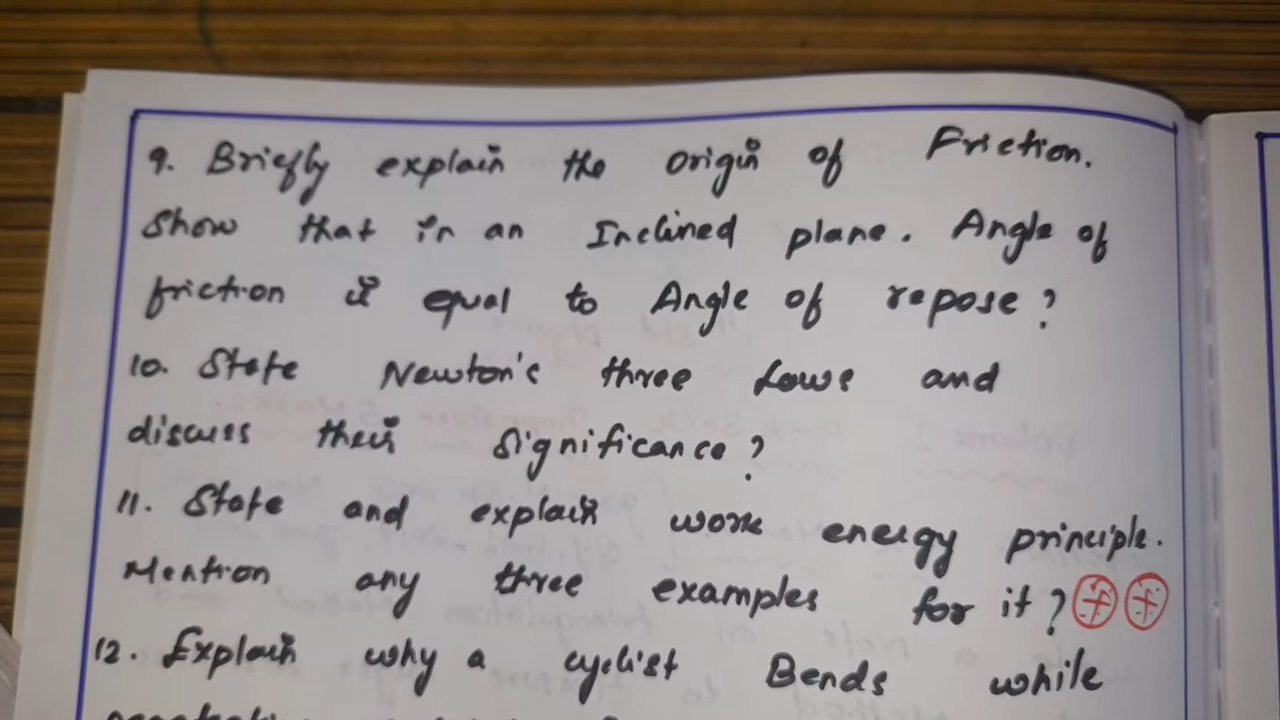 9. Briefly explain the origin of Friction.
Show that in an Inclined plane. Angle of
friction is equal to Angle of repose?
10. State Newton's three Laws and
discuss their significance?
11. State and explain work energy principle.
Mention any three examples for it?
12. Explain why a cyclist Bends while